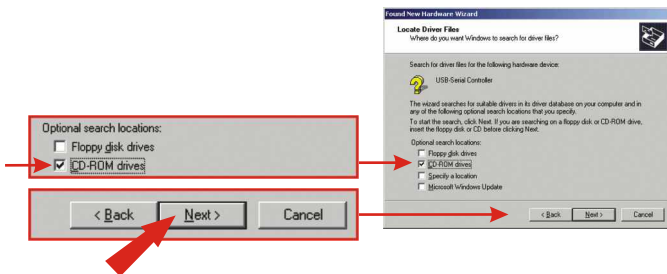 Optional search locations:
Floppy disk drives
CD-ROM drives
< Back Next > Cancel
Found New Hardware Wizard
Locate Driver Files
Where do you want Windows to search for driver files?
Search for driver files for the following hardware device:
USB-Serial Controller
The wizard searches for suitable drivers in its driver database on your computer and in
any of the following optional search locations that you specify.
To start the search, click Next. If you are searching on a floppy disk or CD-ROM drive,
insert the floppy disk or CD before clicking Next.
Optional search locations:
Floppy disk drives
CD-ROM drives
Specify a location
Microsoft Windows Update
< Back Next > Cancel